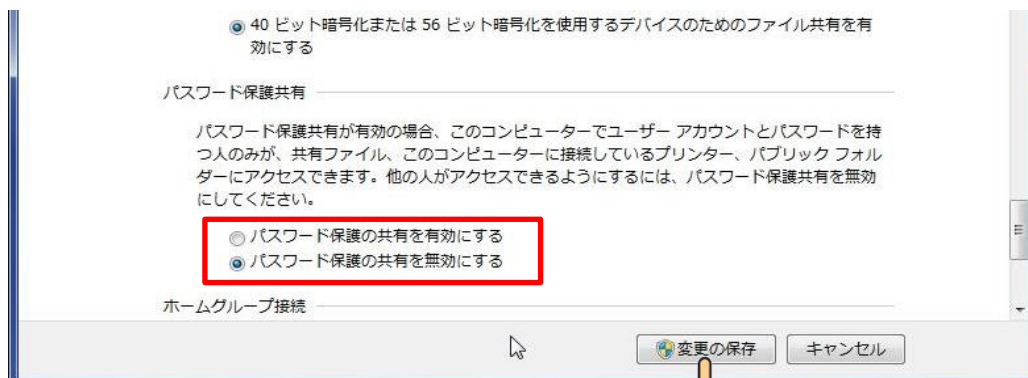 40 ビット暗号化または 56 ビット暗号化を使用するデバイスのためのファイル共有を有
効にする
パスワード保護共有
パスワード保護共有が有効の場合、このコンピューターでユーザー アカウントとパスワードを持
つ人のみが、共有ファイル、このコンピューターに接続しているプリンター、パブリック フォル
ダーにアクセスできます。他の人がアクセスできるようにするには、パスワード保護共有を無効
にしてください。
パスワード保護の共有を有効にする
パスワード保護の共有を無効にする
ホームグループ接続
変更の保存 キャンセル